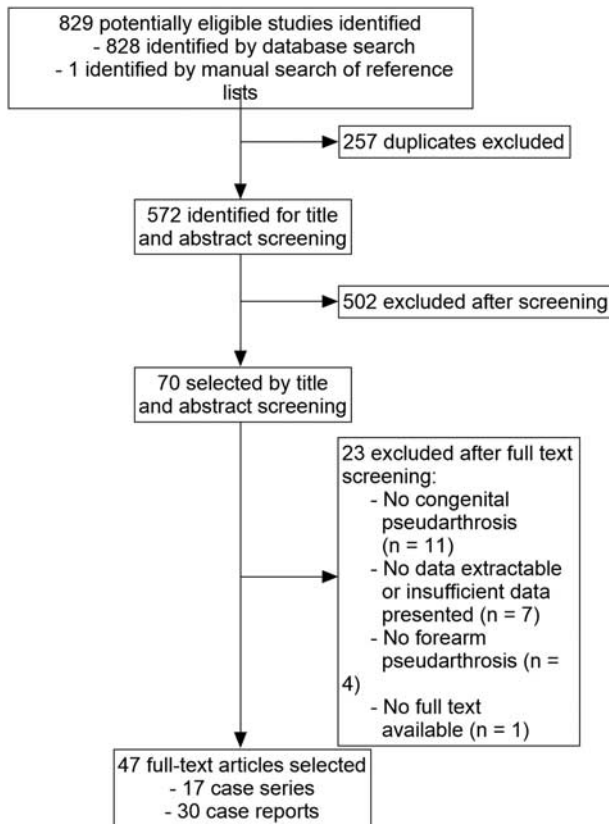 829 potentially eligible studies identified
- 828 identified by database search
- 1 identified by manual search of reference
lists
257 duplicates excluded
572 identified for title
and abstract screening
502 excluded after screening
70 selected by title
and abstract screening
23 excluded after full text
screening:
- No congenital
pseudarthrosis
(n = 11)
- No data extractable
or insufficient data
presented (n = 7)
- No forearm
pseudarthrosis (n =
4)
- No full text
available (n = 1)
47 full-text articles selected
- 17 case series
- 30 case reports